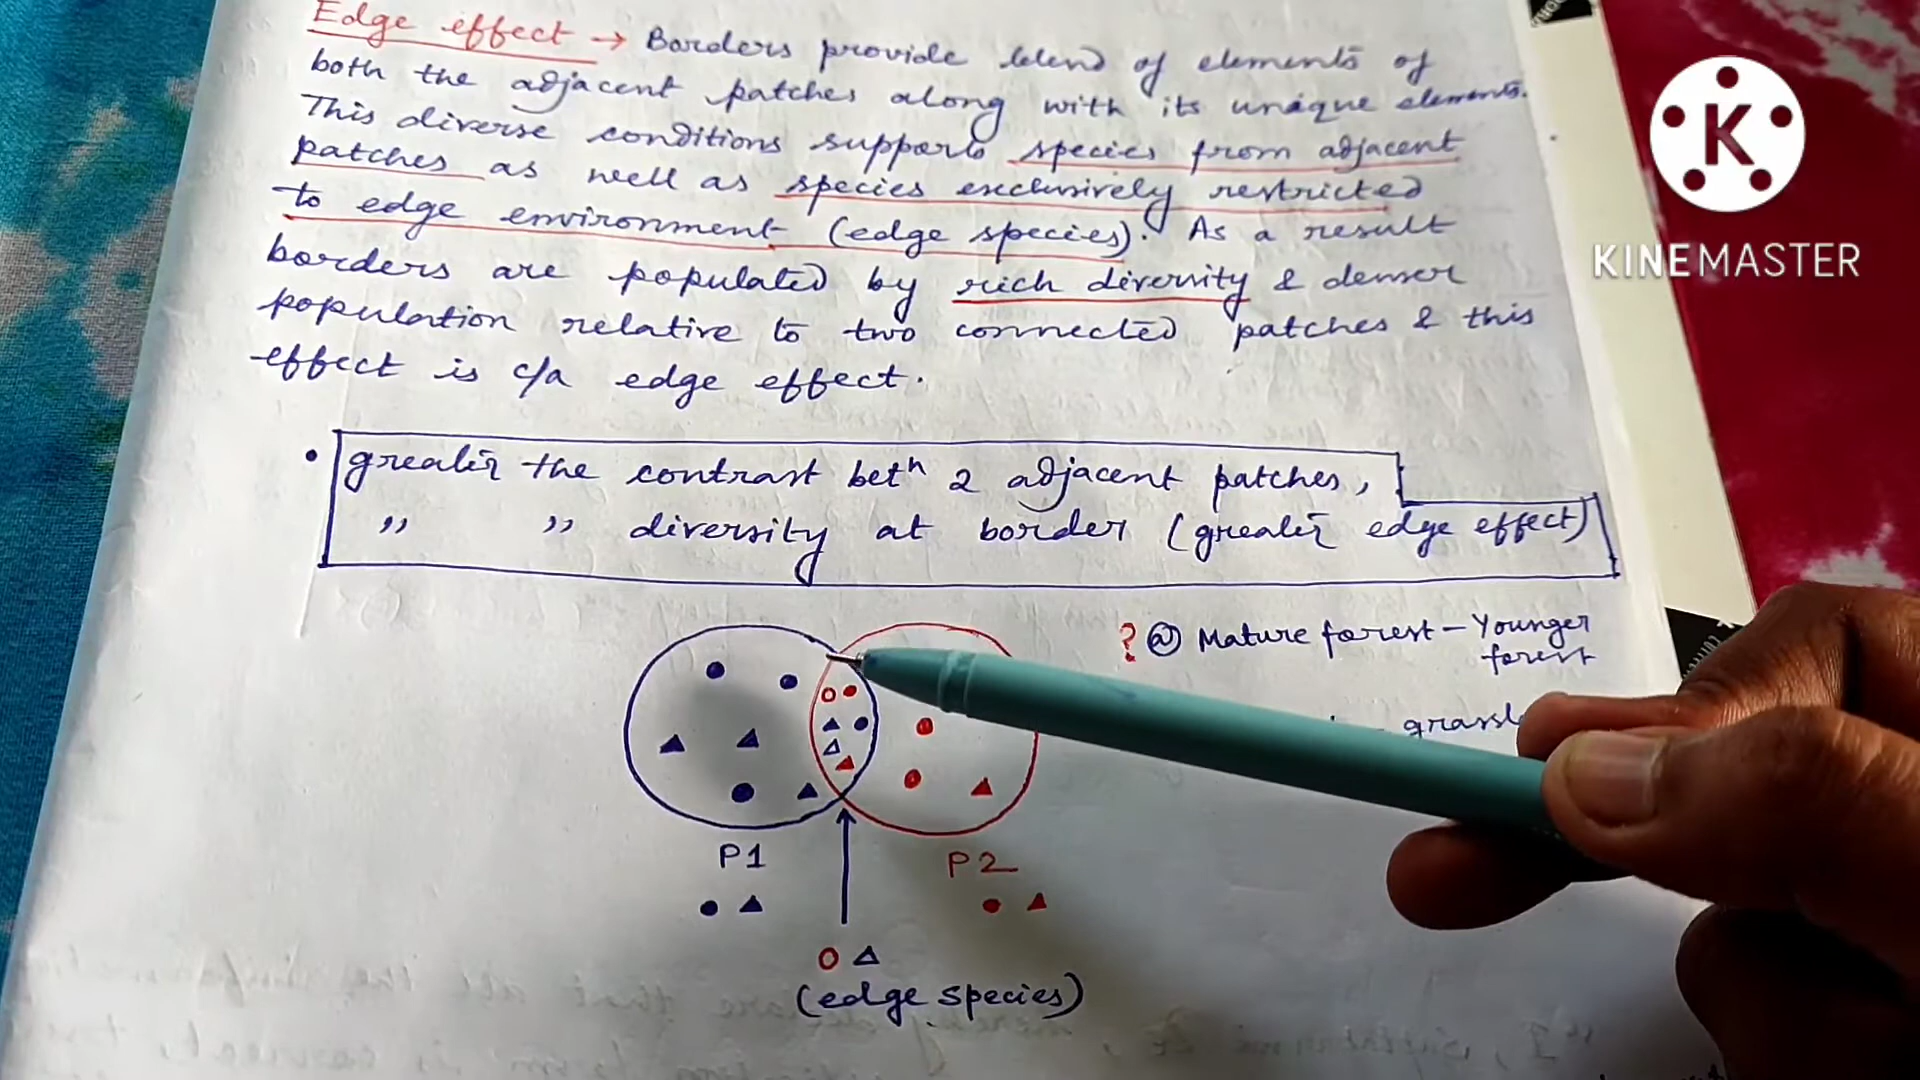 Edge effect → Borders provide blend of elements of
both the adjacent patches along with its unique elements.
This diverse conditions supports species from adjacent
patches as well as species exclusively restricted
to edge environment (edge species). As a result
borders are populated by rich diversity & denser
population relative to two connected patches & this
effect is c/a edge effect.
• greater the contrast betⁿ 2 adjacent patches,
,, ,, diversity at border (greater edge effect)
? ⓐ Mature forest – Younger
forest
P1
P2
(edge species)
K
KINEMASTER